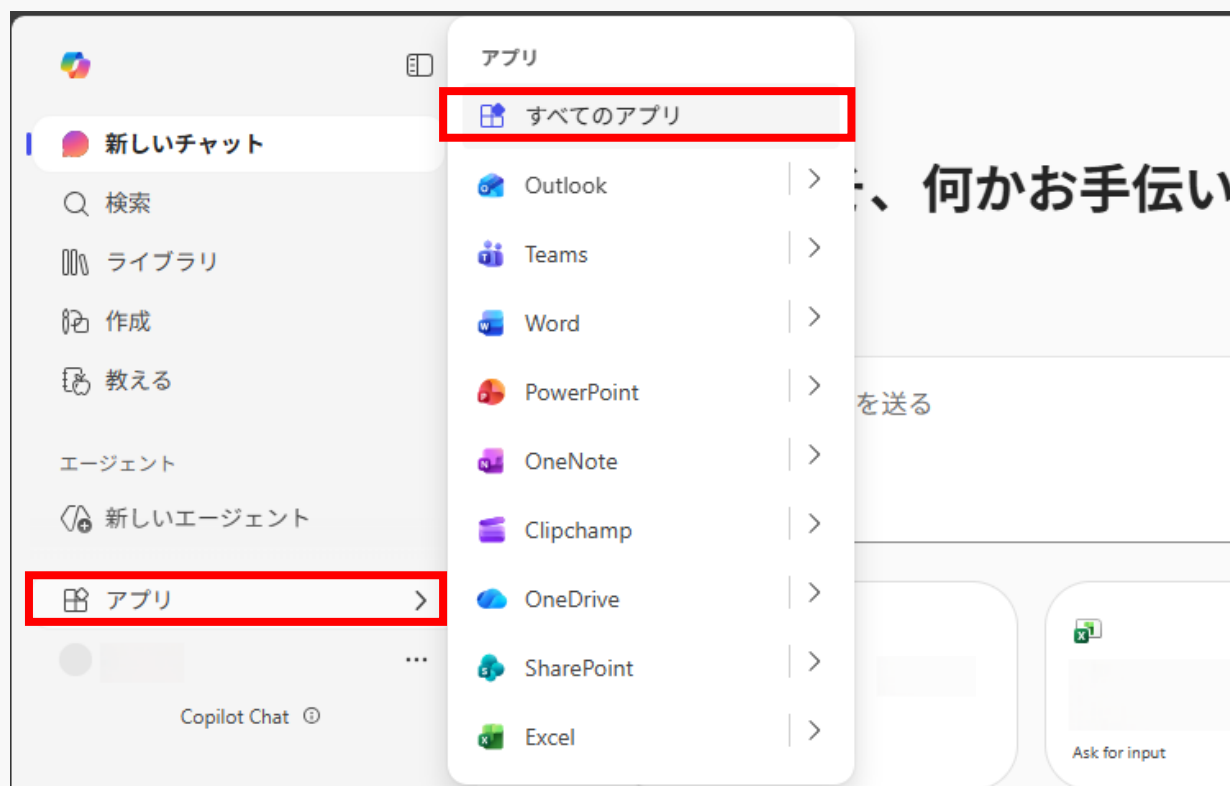 新しいチャット
検索
ライブラリ
作成
教える
エージェント
新しいエージェント
アプリ
Copilot Chat
アプリ
すべてのアプリ
Outlook
Teams
Word
PowerPoint
OneNote
Clipchamp
OneDrive
SharePoint
Excel
、何かお手伝い
を送る
Ask for input